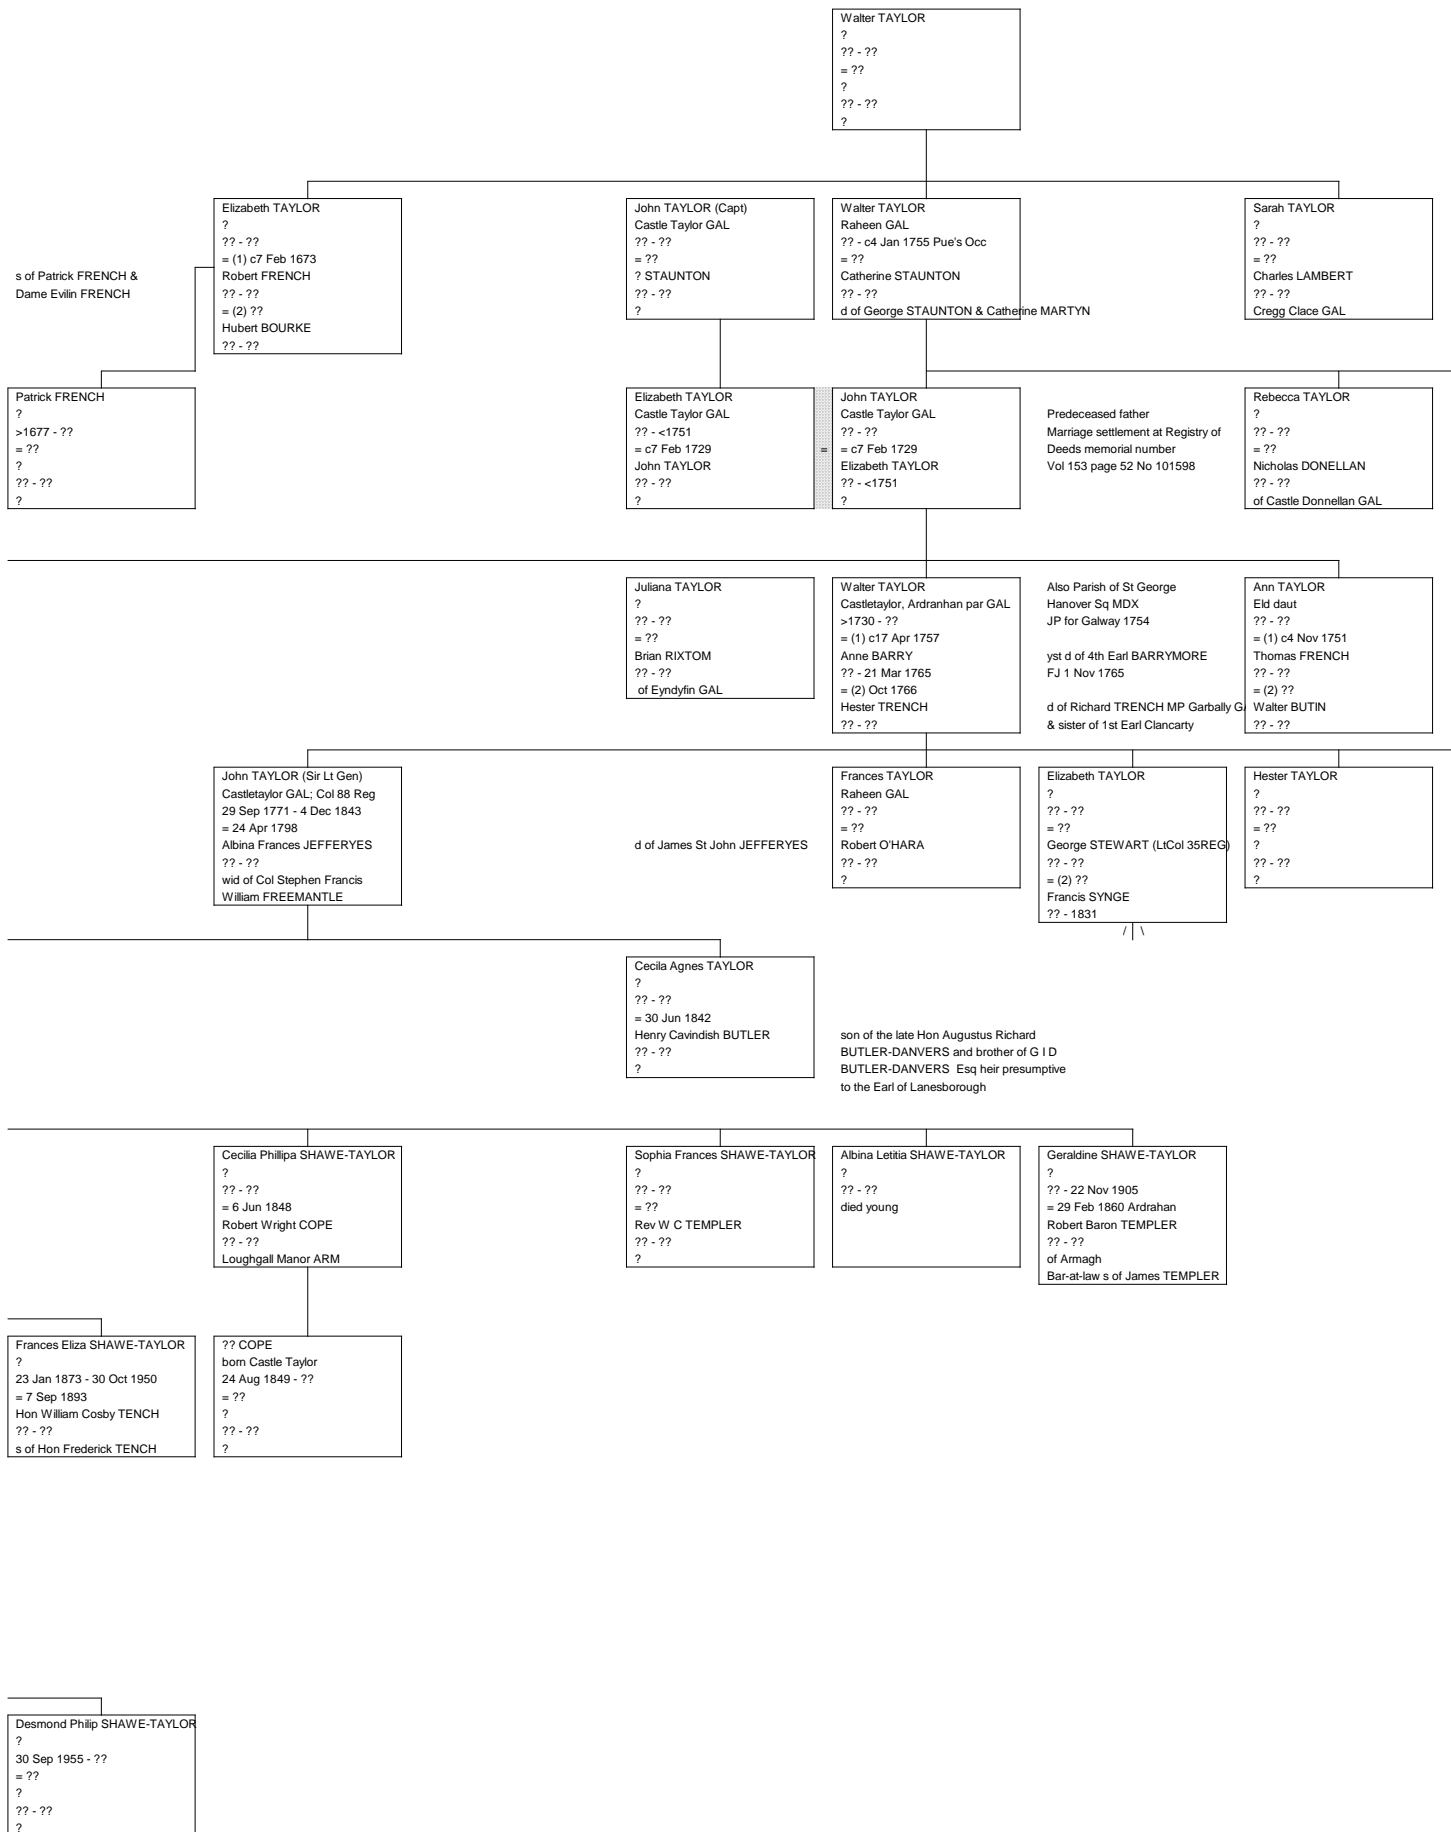 Walter TAYLOR
?
?? - ??
= ??
?
?? - ??
?
s of Patrick FRENCH &
Dame Evilin FRENCH
Elizabeth TAYLOR
?
?? - ??
= (1) c7 Feb 1673
Robert FRENCH
?? - ??
= (2) ??
Hubert BOURKE
?? - ??
John TAYLOR (Capt)
Castle Taylor GAL
?? - ??
= ??
? STAUNTON
?? - ??
?
Walter TAYLOR
Raheen GAL
?? - c4 Jan 1755 Pue's Occ
= ??
Catherine STAUNTON
?? - ??
d of George STAUNTON & Catherine MARTYN
Sarah TAYLOR
?
?? - ??
= ??
Charles LAMBERT
?? - ??
Cregg Clace GAL
Patrick FRENCH
?
>1677 - ??
= ??
?
?? - ??
?
Elizabeth TAYLOR
Castle Taylor GAL
?? - <1751
= c7 Feb 1729
John TAYLOR
?? - ??
?
=
John TAYLOR
Castle Taylor GAL
?? - ??
= c7 Feb 1729
Elizabeth TAYLOR
?? - <1751
?
Predeceased father
Marriage settlement at Registry of
Deeds memorial number
Vol 153 page 52 No 101598
Rebecca TAYLOR
?
?? - ??
= ??
Nicholas DONELLAN
?? - ??
of Castle Donnellan GAL
Juliana TAYLOR
?
?? - ??
= ??
Brian RIXTOM
?? - ??
of Eyndyfin GAL
Walter TAYLOR
Castletaylor, Ardranhan par GAL
>1730 - ??
= (1) c17 Apr 1757
Anne BARRY
?? - 21 Mar 1765
= (2) Oct 1766
Hester TRENCH
?? - ??
Also Parish of St George
Hanover Sq MDX
JP for Galway 1754
yst d of 4th Earl BARRYMORE
FJ 1 Nov 1765
d of Richard TRENCH MP Garbally
& sister of 1st Earl Clancarty
Ann TAYLOR
Eld daut
?? - ??
= (1) c4 Nov 1751
Thomas FRENCH
?? - ??
= (2) ??
Walter BUTIN
?? - ??
John TAYLOR (Sir Lt Gen)
Castletaylor GAL; Col 88 Reg
29 Sep 1771 - 4 Dec 1843
= 24 Apr 1798
Albina Frances JEFFERYES
?? - ??
wid of Col Stephen Francis
William FREEMANTLE
d of James St John JEFFERYES
Frances TAYLOR
Raheen GAL
?? - ??
= ??
Robert O'HARA
?? - ??
?
Elizabeth TAYLOR
?
?? - ??
= ??
George STEWART (LtCol 35REG)
?? - ??
= (2) ??
Francis SYNGE
?? - 1831
Hester TAYLOR
?
?? - ??
= ??
?
?? - ??
?
/ \
Cecila Agnes TAYLOR
?
?? - ??
= 30 Jun 1842
Henry Cavindish BUTLER
?? - ??
?
son of the late Hon Augustus Richard
BUTLER-DANVERS and brother of G I D
BUTLER-DANVERS Esq heir presumptive
to the Earl of Lanesborough
Cecilia Phillipa SHAWE-TAYLOR
?
?? - ??
= 6 Jun 1848
Robert Wright COPE
?? - ??
Loughgall Manor ARM
Sophia Frances SHAWE-TAYLOR
?
?? - ??
= ??
Rev W C TEMPLER
?? - ??
?
Albina Letitia SHAWE-TAYLOR
?
?? - ??
died young
Geraldine SHAWE-TAYLOR
?
?? - 22 Nov 1905
= 29 Feb 1860 Ardrahan
Robert Baron TEMPLER
?? - ??
of Armagh
Bar-at-law s of James TEMPLER
Frances Eliza SHAWE-TAYLOR
?
23 Jan 1873 - 30 Oct 1950
= 7 Sep 1893
Hon William Cosby TENCH
?? - ??
s of Hon Frederick TENCH
?? COPE
born Castle Taylor
24 Aug 1849 - ??
= ??
?
?? - ??
?
Desmond Philip SHAWE-TAYLOR
?
30 Sep 1955 - ??
= ??
?
?? - ??
?